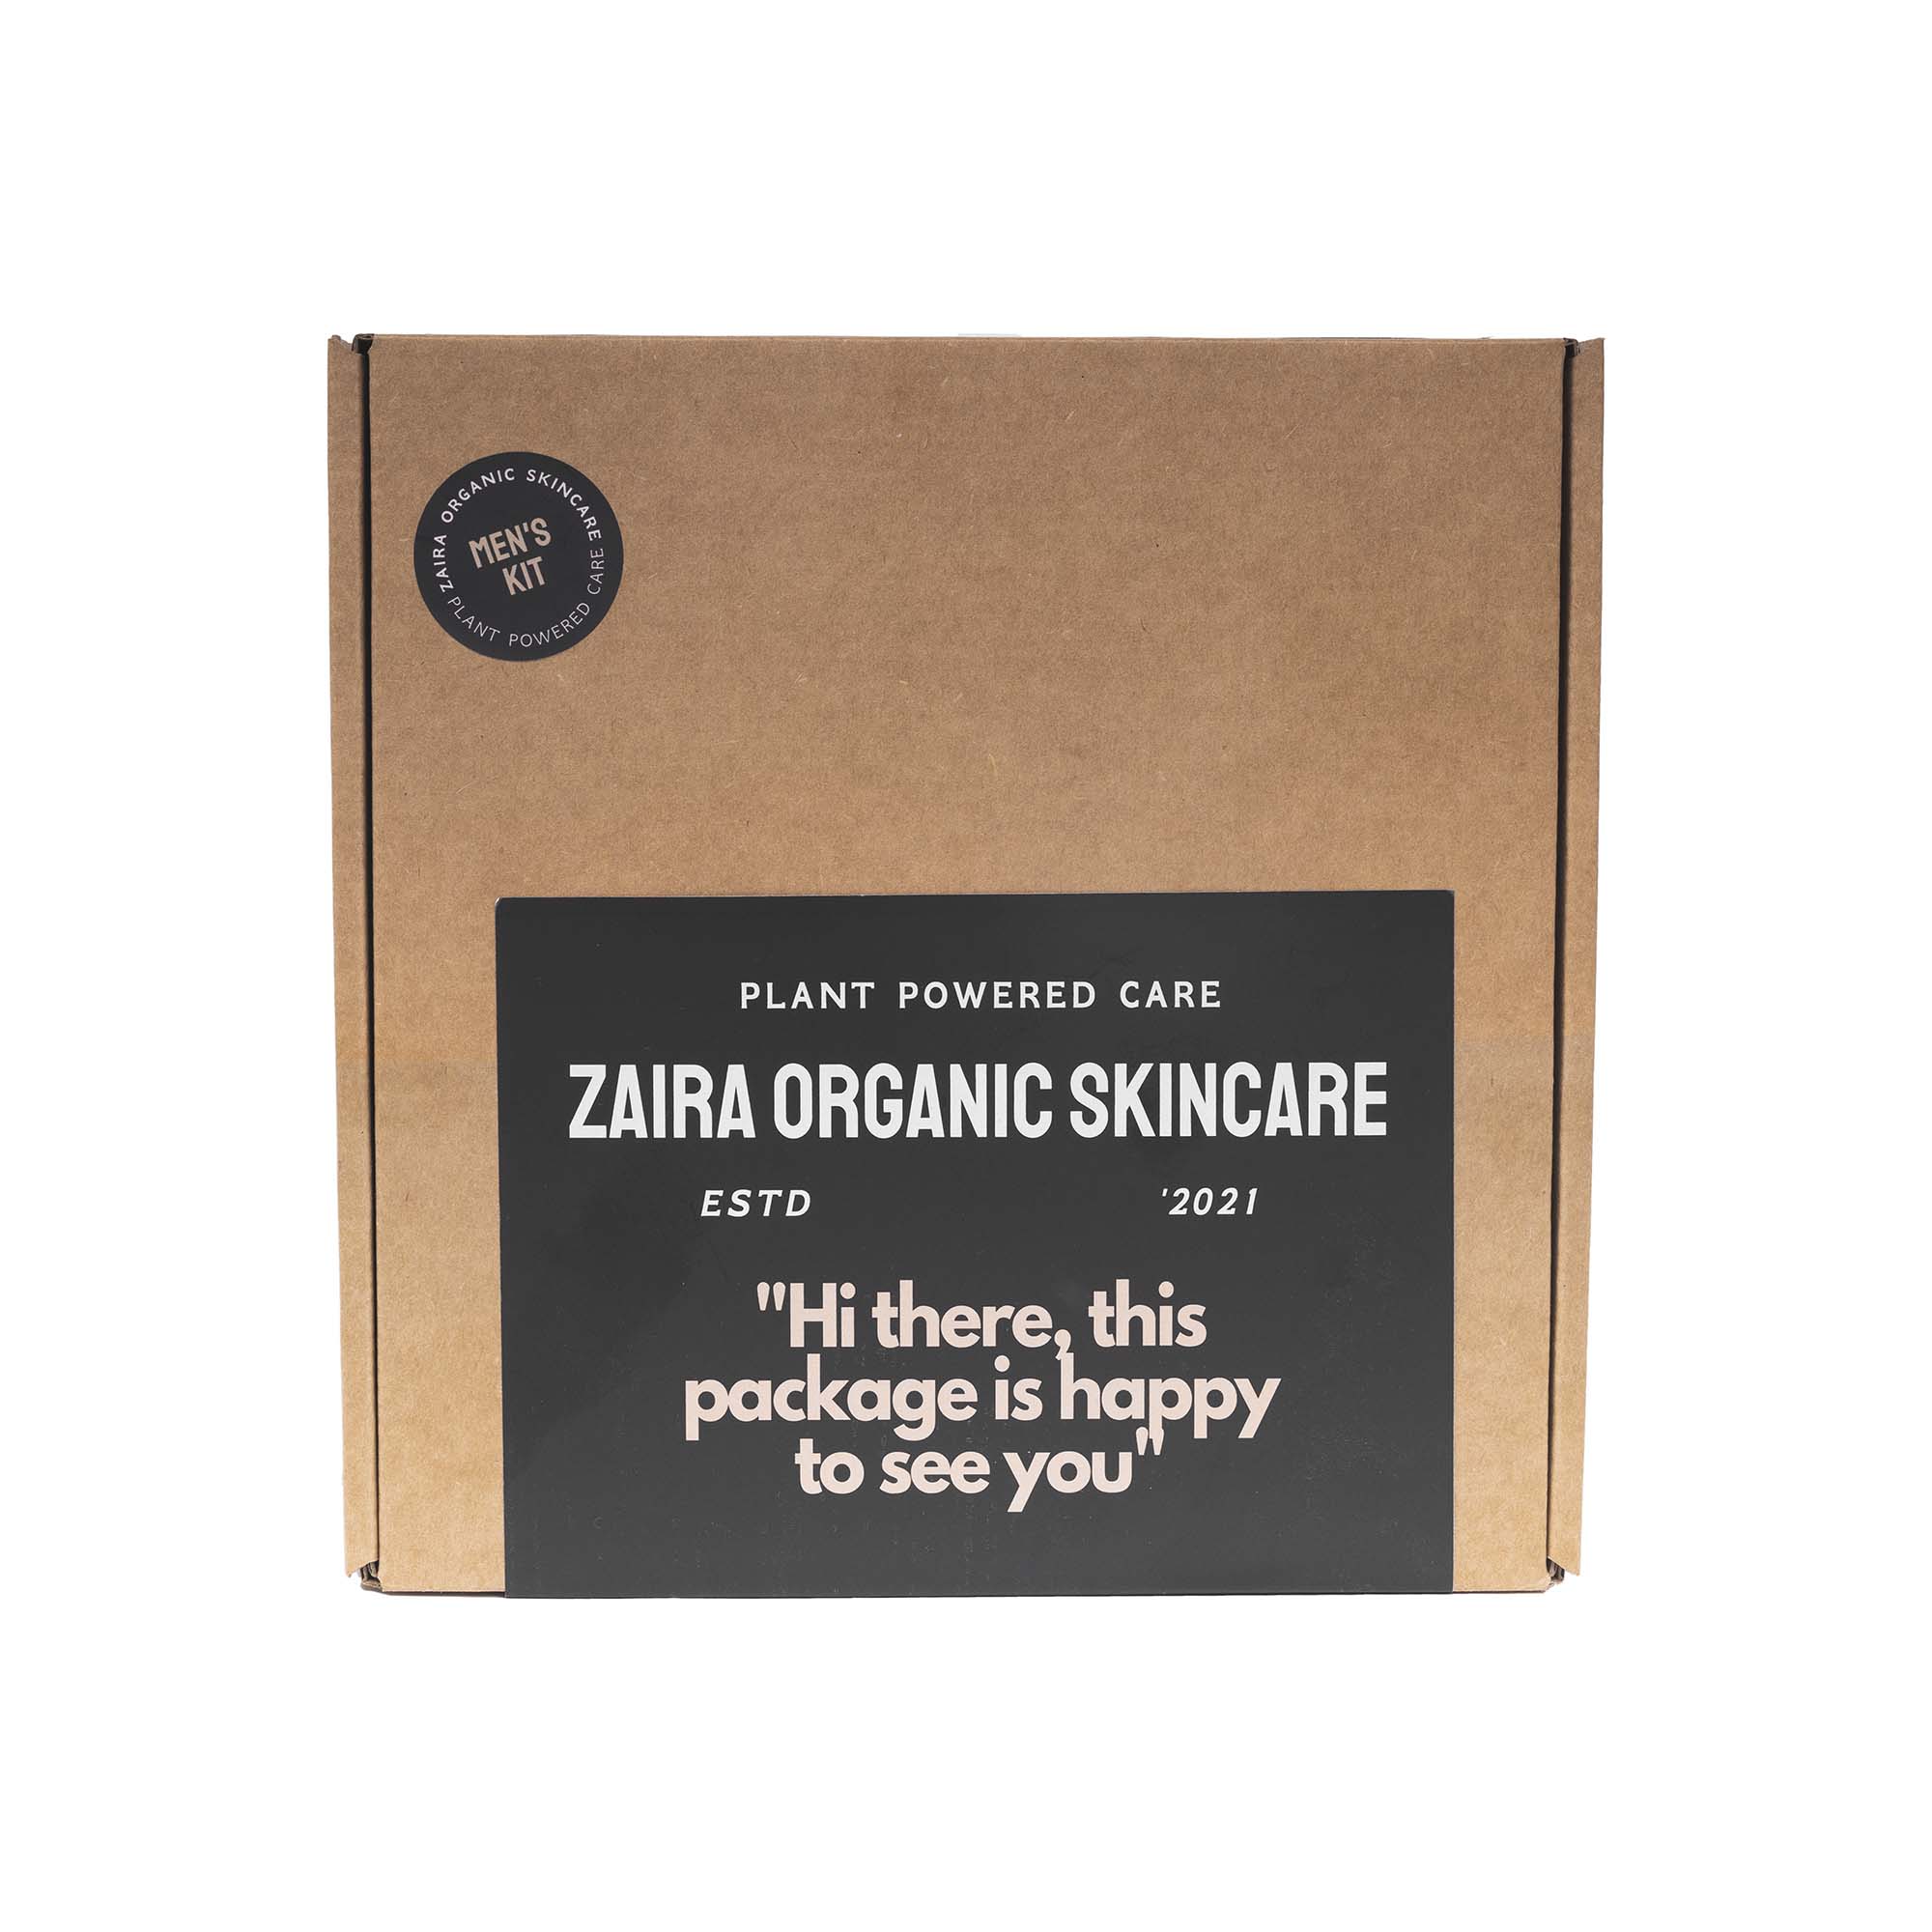 ZAIRA ORGANIC SKINCARE
MEN'S
KIT
PLANT POWERED CARE
PLANT POWERED CARE
ZAIRA ORGANIC SKINCARE
ESTD '2021
"Hi there, this
package is happy
to see you"